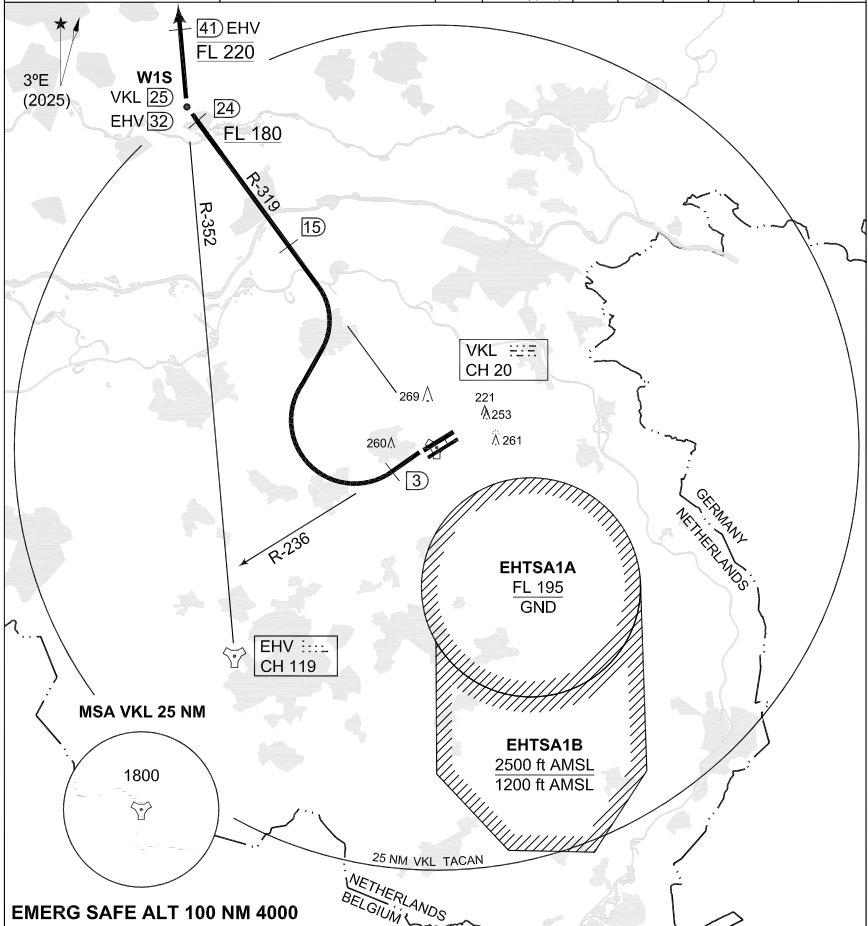 41 EHV
FL 220
3ºE
(2025)
W1S
VKL 25
EHV 32
24
FL 180
R-319
R-352
15
VKL
CH 20
269
221
253
260
261
3
R-236
GERMANY
NETHERLANDS
EHTSA1A
FL 195
GND
EHV
CH 119
MSA VKL 25 NM
1800
EHTSA1B
2500 ft AMSL
1200 ft AMSL
25 NM VKL TACAN
NETHERLANDS
BELGIUM
EMERG SAFE ALT 100 NM 4000